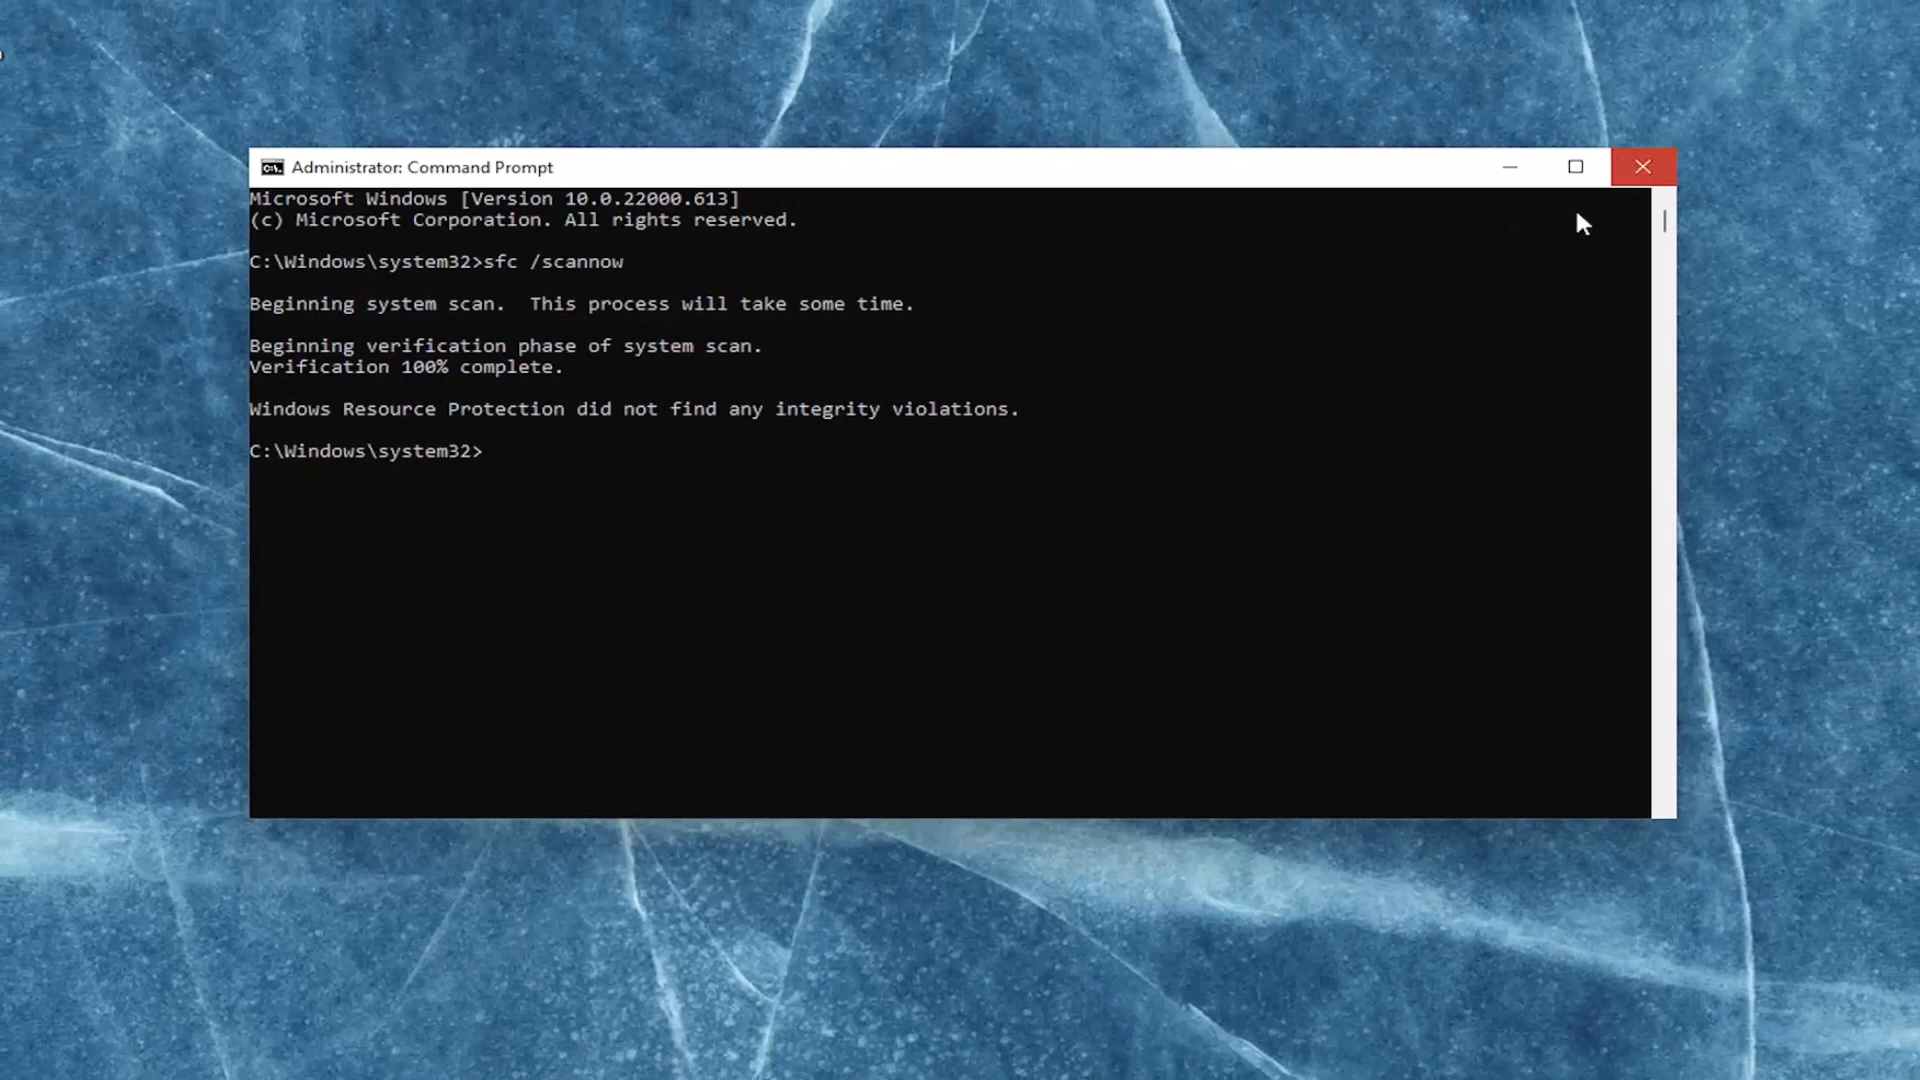 Administrator: Command Prompt
Microsoft Windows [Version 10.0.22000.613]
(c) Microsoft Corporation. All rights reserved.
C:\Windows\system32>sfc /scannow
Beginning system scan.  This process will take some time.
Beginning verification phase of system scan.
Verification 100% complete.
Windows Resource Protection did not find any integrity violations.
C:\Windows\system32>